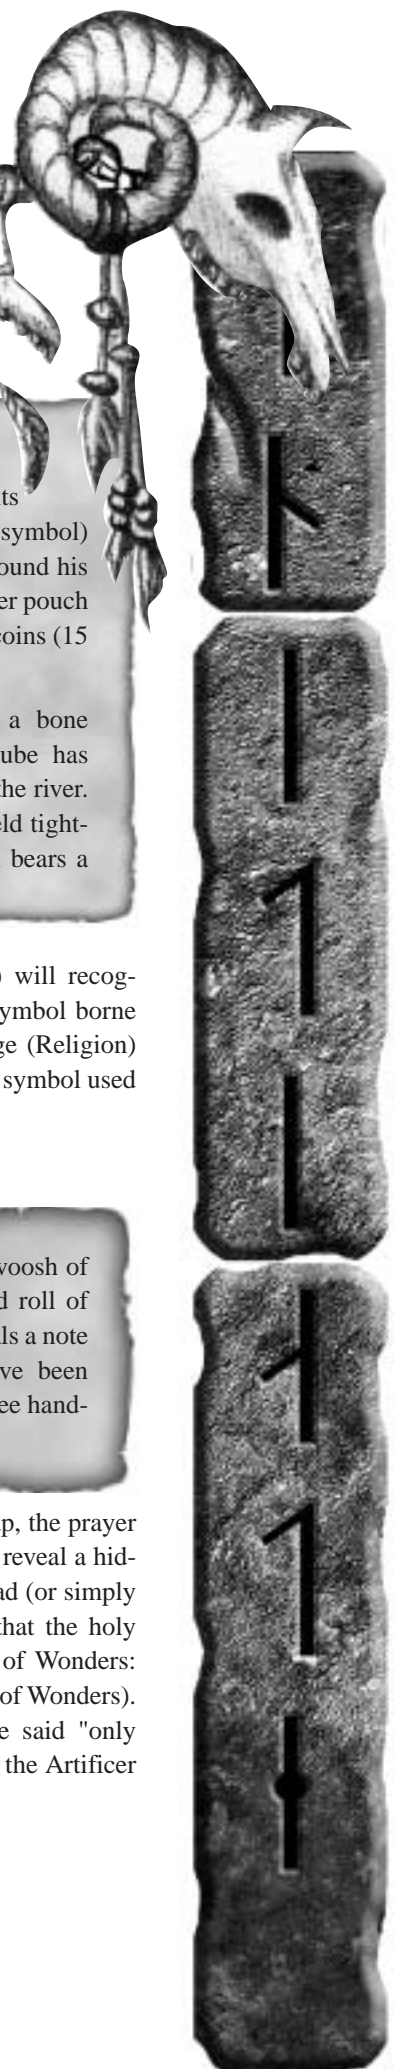 ts
symbol)
ound his
er pouch
coins (15
a bone
ube has
the river.
eld tight-
bears a
) will recog-
ymbol borne
ge (Religion)
symbol used
woosh of
d roll of
ls a note
ve been
ee hand-
p, the prayer
reveal a hid-
ad (or simply
that the holy
of Wonders:
of Wonders).
e said "only
the Artificer